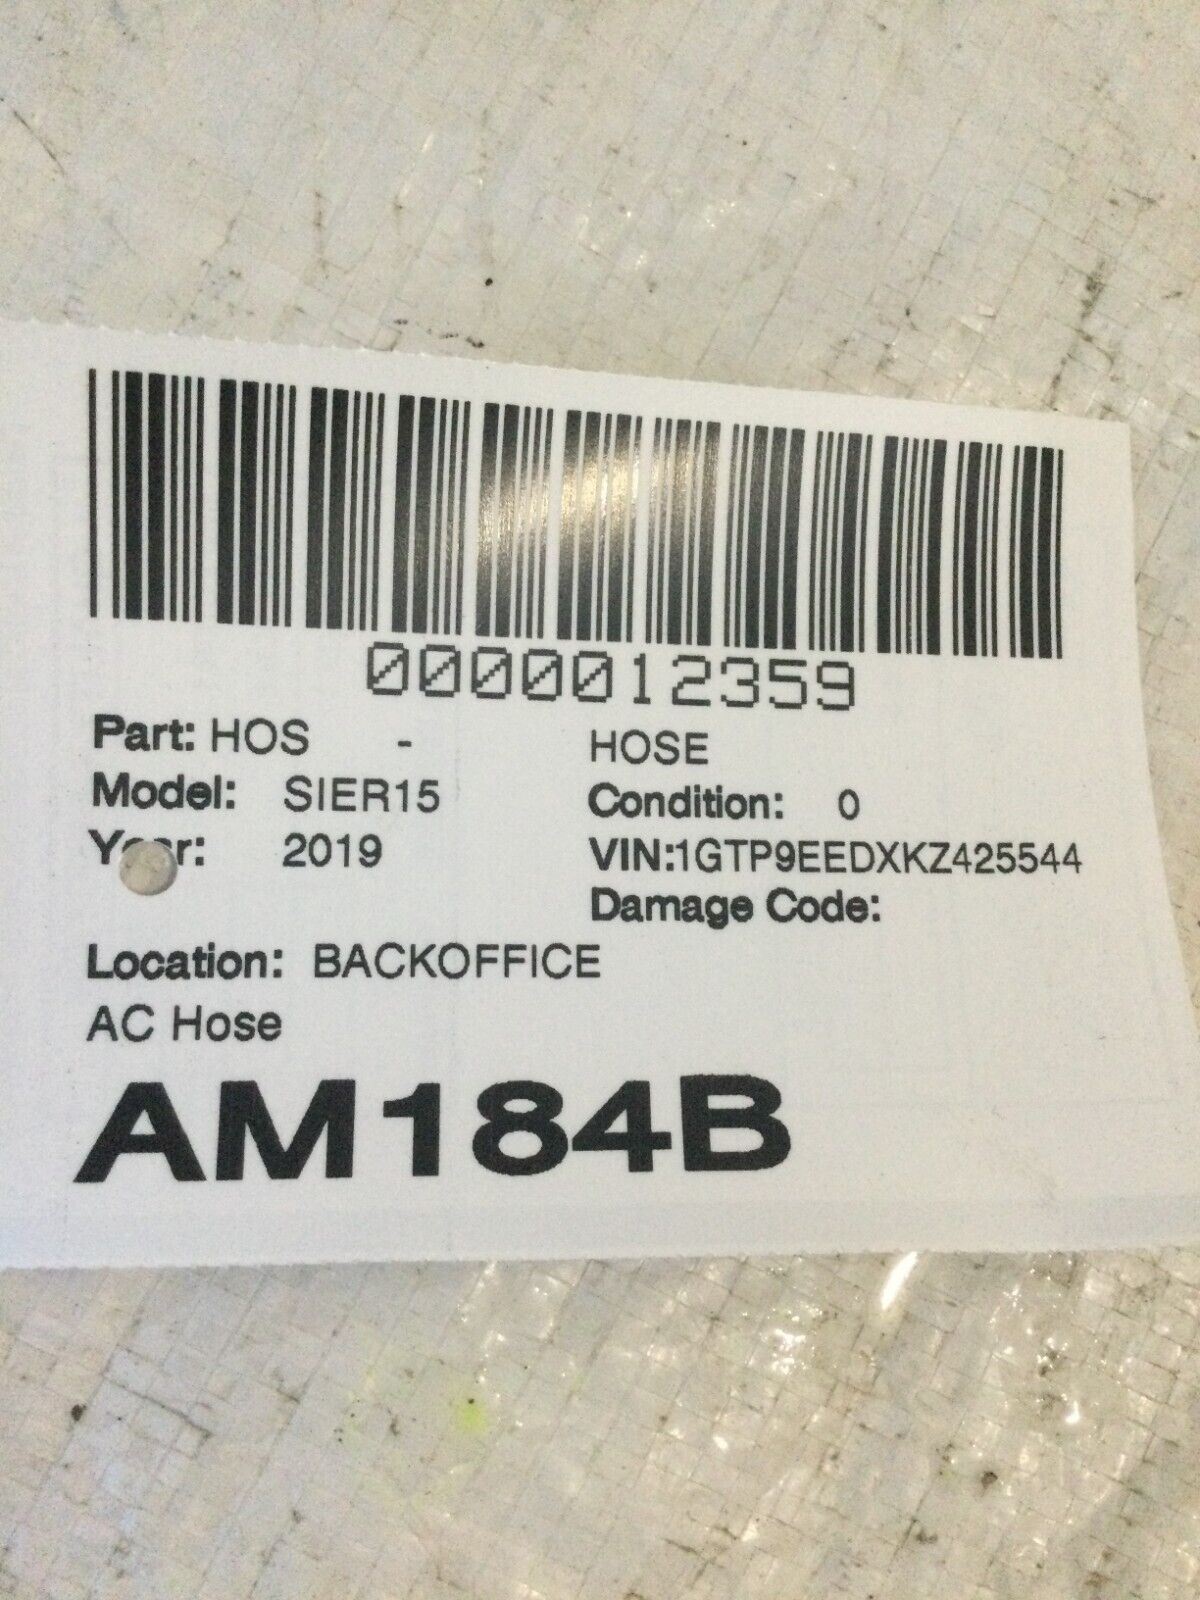 0000012359
Part: HOS - HOSE
Model: SIER15 Condition: 0
Year: 2019 VIN:1GTP9EEDXKZ425544
Damage Code:
Location: BACKOFFICE
AC Hose
AM184B